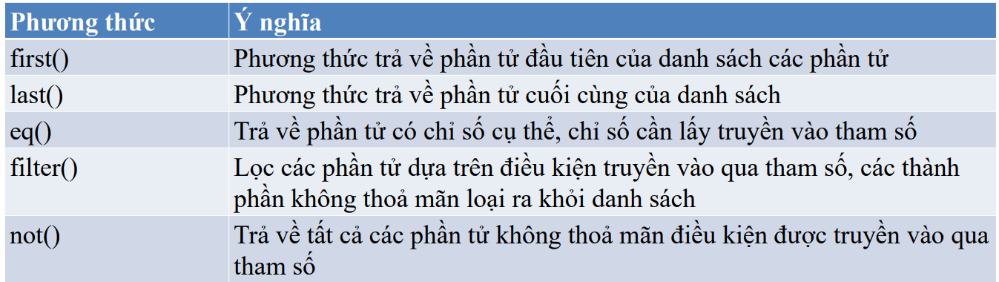 Phương thức Ý nghĩa
first() Phương thức trả về phần tử đầu tiên của danh sách các phần tử
last() Phương thức trả về phần tử cuối cùng của danh sách
eq() Trả về phần tử có chỉ số cụ thể, chỉ số cần lấy truyền vào tham số
filter() Lọc các phần tử dựa trên điều kiện truyền vào qua tham số, các thành
phần không thoả mãn loại ra khỏi danh sách
not() Trả về tất cả các phần tử không thoả mãn điều kiện được truyền vào qua
tham số